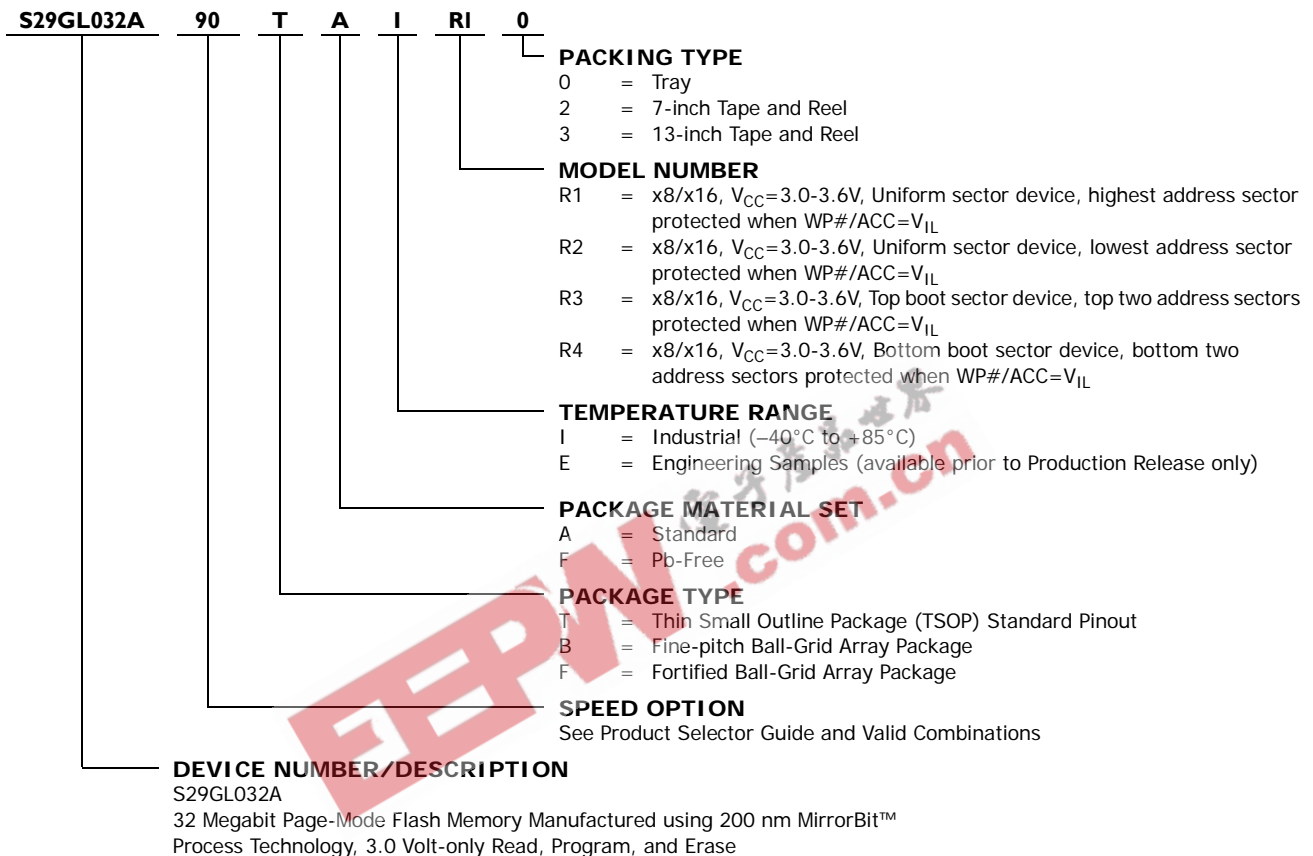 S29GL032A 90 T A I RI 0
PACKING TYPE
0 = Tray
2 = 7-inch Tape and Reel
3 = 13-inch Tape and Reel
MODEL NUMBER
R1 = x8/x16, VCC=3.0-3.6V, Uniform sector device, highest address sector
protected when WP#/ACC=VIL
R2 = x8/x16, VCC=3.0-3.6V, Uniform sector device, lowest address sector
protected when WP#/ACC=VIL
R3 = x8/x16, VCC=3.0-3.6V, Top boot sector device, top two address sectors
protected when WP#/ACC=VIL
R4 = x8/x16, VCC=3.0-3.6V, Bottom boot sector device, bottom two
address sectors protected when WP#/ACC=VIL
TEMPERATURE RANGE
I = Industrial (–40°C to +85°C)
E = Engineering Samples (available prior to Production Release only)
PACKAGE MATERIAL SET
A = Standard
F = Pb-Free
PACKAGE TYPE
T = Thin Small Outline Package (TSOP) Standard Pinout
B = Fine-pitch Ball-Grid Array Package
F = Fortified Ball-Grid Array Package
SPEED OPTION
See Product Selector Guide and Valid Combinations
DEVICE NUMBER/DESCRIPTION
S29GL032A
32 Megabit Page-Mode Flash Memory Manufactured using 200 nm MirrorBit™
Process Technology, 3.0 Volt-only Read, Program, and Erase
EEPW.com.cn
电子产品世界